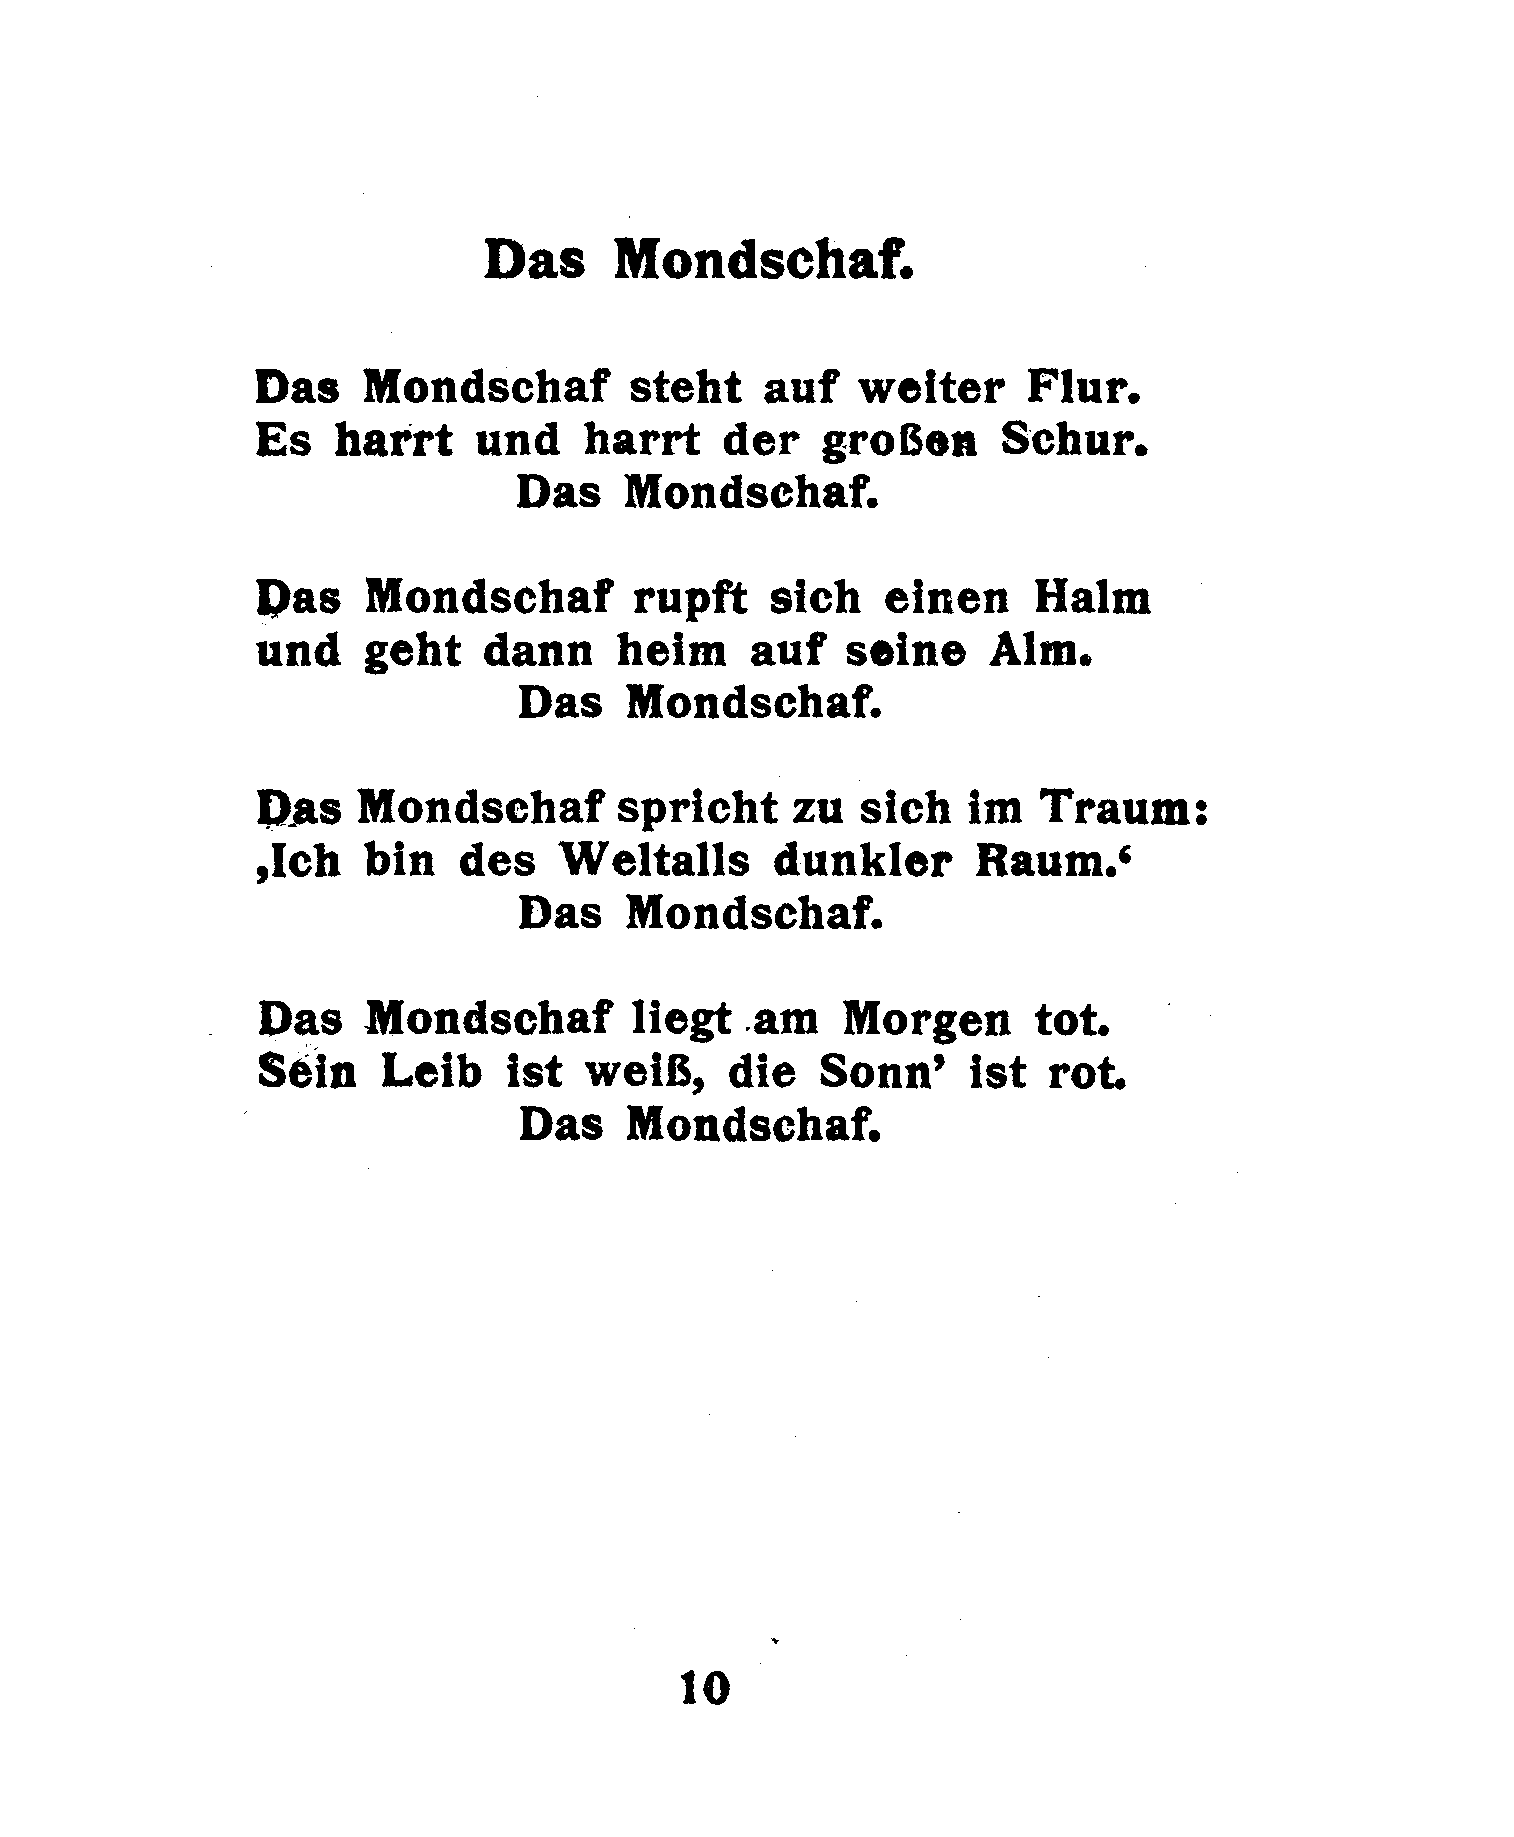 Das Mondschaf.
Das Mondschaf steht auf weiter Flur.
Es harrt und harrt der großen Schur.
Das Mondschaf.
Das Mondschaf rupft sich einen Halm
und geht dann heim auf seine Alm.
Das Mondschaf.
Das Mondschaf spricht zu sich im Traum:
‚Ich bin des Weltalls dunkler Raum.‘
Das Mondschaf.
Das Mondschaf liegt am Morgen tot.
Sein Leib ist weiß, die Sonn’ ist rot.
Das Mondschaf.
10